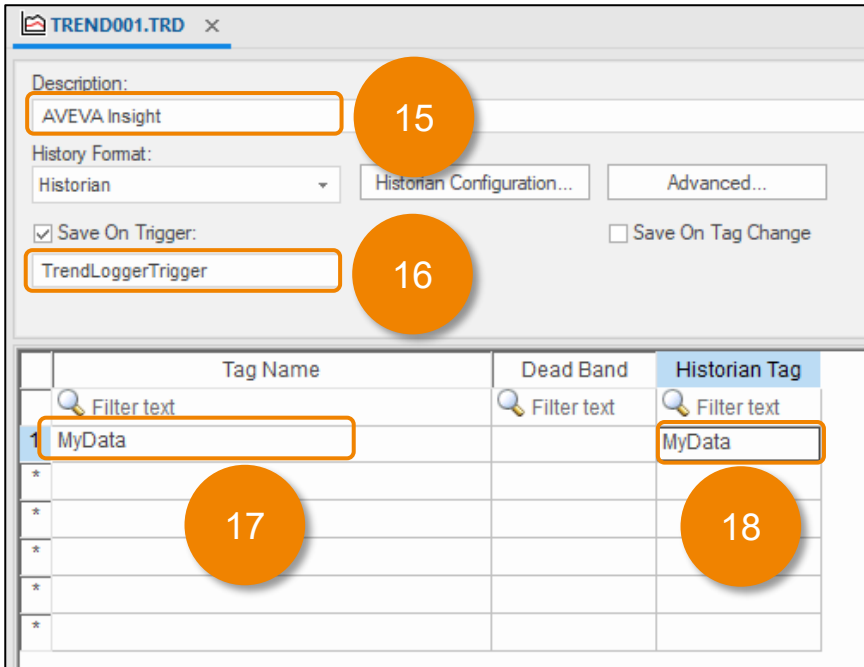 TREND001.TRD ×
Description:
AVEVA Insight
15
History Format:
Historian
Historian Configuration...
Advanced...
Save On Trigger:
Save On Tag Change
TrendLoggerTrigger
16
Tag Name Dead Band Historian Tag
Filter text Filter text Filter text
1 MyData MyData
*
*
17
18
*
*
*